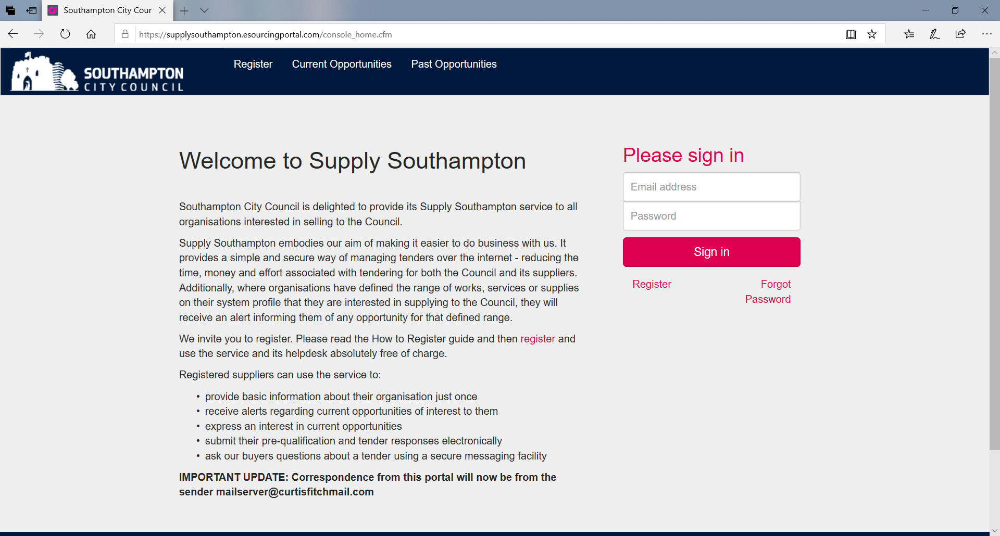 Southampton City Cour
https://supplysouthampton.esourcingportal.com/console_home.cfm
SOUTHAMPTON
CITY COUNCIL
Register
Current Opportunities
Past Opportunities
Welcome to Supply Southampton
Southampton City Council is delighted to provide its Supply Southampton service to all
organisations interested in selling to the Council.
Supply Southampton embodies our aim of making it easier to do business with us. It
provides a simple and secure way of managing tenders over the internet - reducing the
time, money and effort associated with tendering for both the Council and its suppliers.
Additionally, where organisations have defined the range of works, services or supplies
on their system profile that they are interested in supplying to the Council, they will
receive an alert informing them of any opportunity for that defined range.
We invite you to register. Please read the How to Register guide and then register and
use the service and its helpdesk absolutely free of charge.
Registered suppliers can use the service to:
• provide basic information about their organisation just once
• receive alerts regarding current opportunities of interest to them
• express an interest in current opportunities
• submit their pre-qualification and tender responses electronically
• ask our buyers questions about a tender using a secure messaging facility
IMPORTANT UPDATE: Correspondence from this portal will now be from the
sender mailserver@curtisfitchmail.com
Please sign in
Email address
Password
Sign in
Register
Forgot
Password